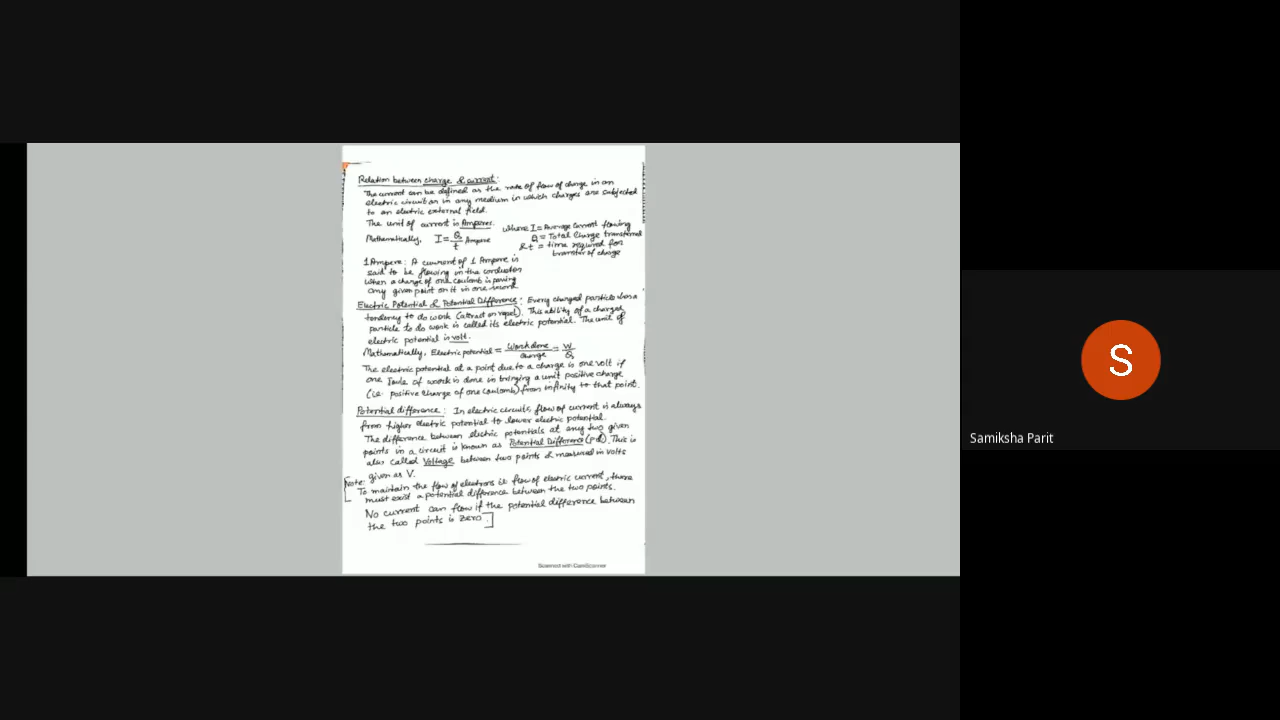 Relation between charge & current:
The current can be defined as the rate of flow of charge in an
electric circuit or in any medium in which charges are subjected
to an electric external field.
The unit of current is Amperes.
Mathematically, I = Q/t Ampere
where I = Average Current flowing
Q = Total Charge transferred
& t = time required for
transfer of charge
1 Ampere: A current of 1 Ampere is
said to be flowing in the conductor
when a charge of one coulomb is passing
any given point on it in one second.
Electric Potential & Potential Difference: Every charged particle has a
tendency to do work (attract or repel). This ability of a charged
particle to do work is called its electric potential. The unit of
electric potential is volt.
Mathematically, Electric potential = Work done/Charge = W/Q
The electric potential at a point due to a charge is one volt if
one Joule of work is done in bringing a unit positive charge
(i.e. positive charge of one coulomb) from infinity to that point.
Potential difference: In electric circuits, flow of current is always
from higher electric potential to lower electric potential.
The difference between electric potentials at any two given
points in a circuit is known as Potential Difference (Pd). This is
also called Voltage between two points & measured in volts
given as V.
Note:
[To maintain the flow of electrons i.e flow of electric current, there
must exist a potential difference between the two points.
No current can flow if the potential difference between
the two points is zero.]
Scanned with CamScanner
S
Samiksha Parit